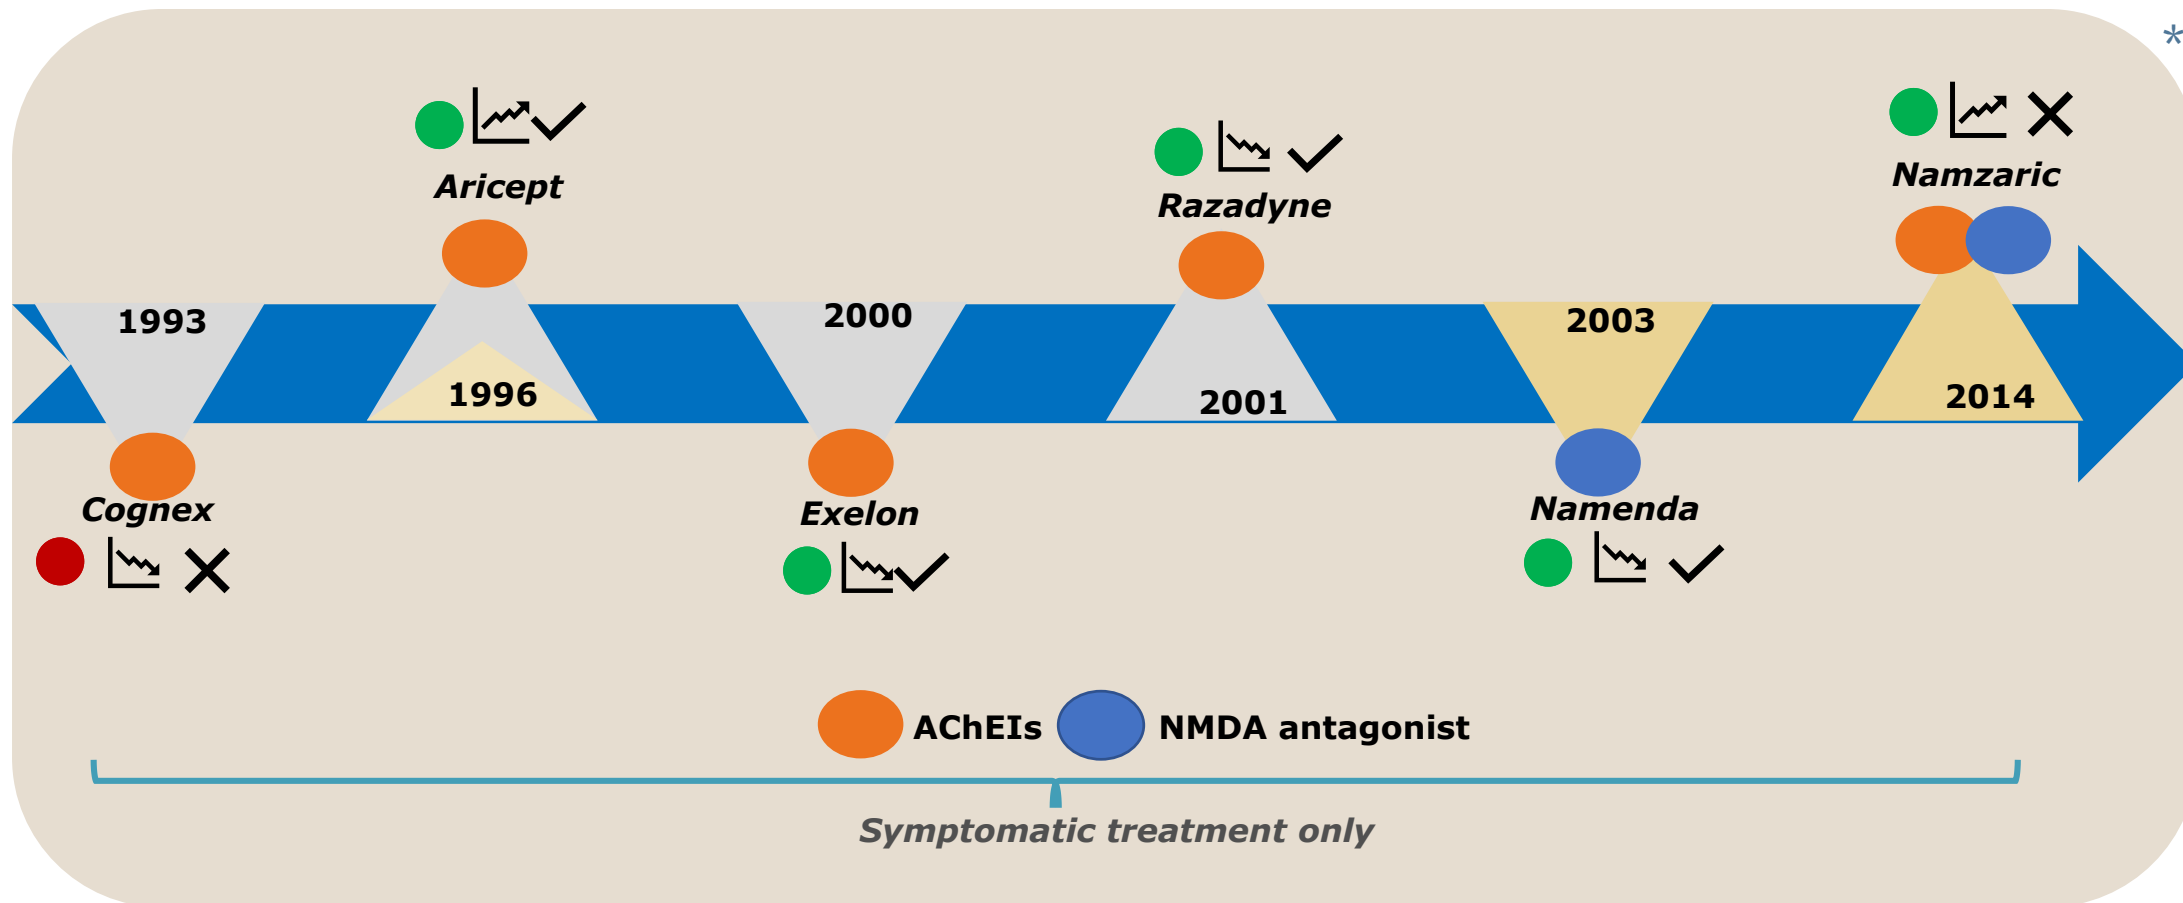 *
Aricept
Razadyne
Namzaric
1993
2000
2003
1996
2001
2014
Cognex
Exelon
Namenda
AChEIs
NMDA antagonist
Symptomatic treatment only